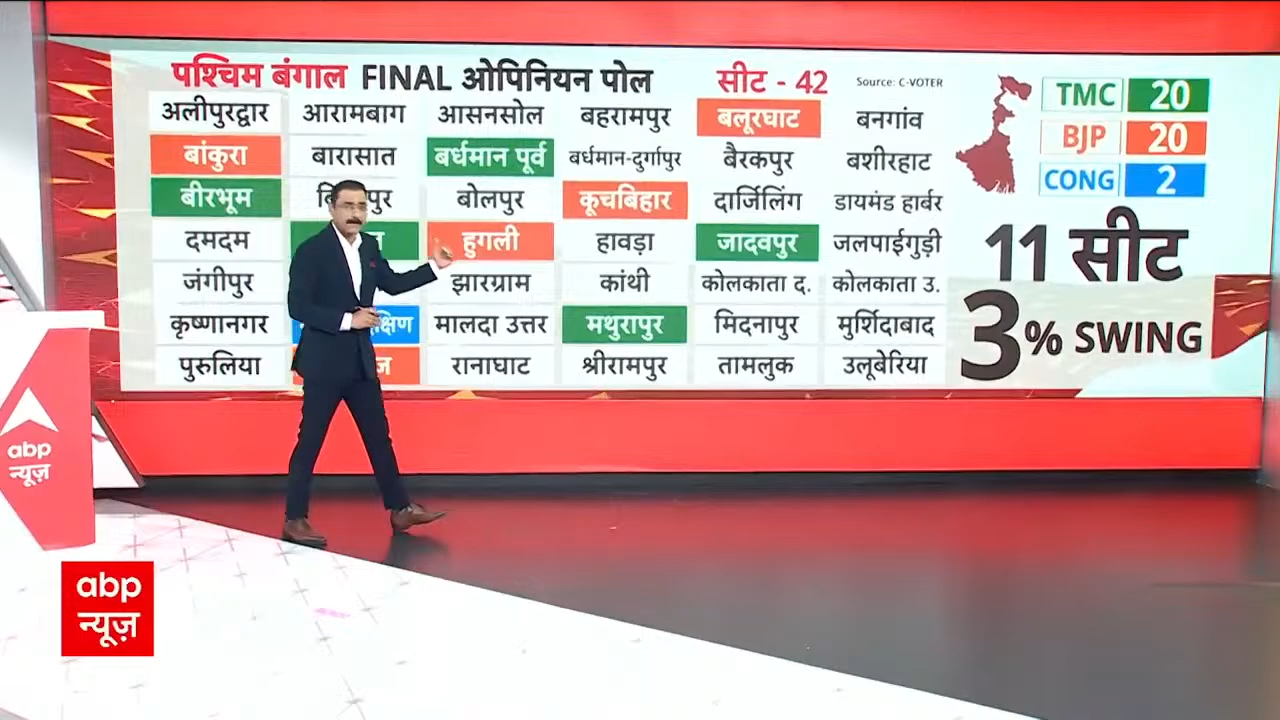 पश्चिम बंगाल FINAL ओपिनियन पोल सीट - 42 Source: C-VOTER
अलीपुरद्वार आरामबाग आसनसोल बहरामपुर बलूरघाट बनगांव
बांकुरा बारासात बर्धमान पूर्व बर्धमान-दुर्गापुर बैरकपुर बशीरहाट
बीरभूम बोलपुर कूचबिहार दार्जिलिंग डायमंड हार्बर
दमदम हुगली हावड़ा जादवपुर जलपाईगुड़ी
जंगीपुर झारग्राम कांथी कोलकाता द. कोलकाता उ.
कृष्णानगर मालदा उत्तर मथुरापुर मिदनापुर मुर्शिदाबाद
पुरुलिया रानाघाट श्रीरामपुर तामलुक उलूबेरिया
TMC 20
BJP 20
CONG 2
11 सीट
3% SWING
abp
न्यूज़
abp
न्यूज़